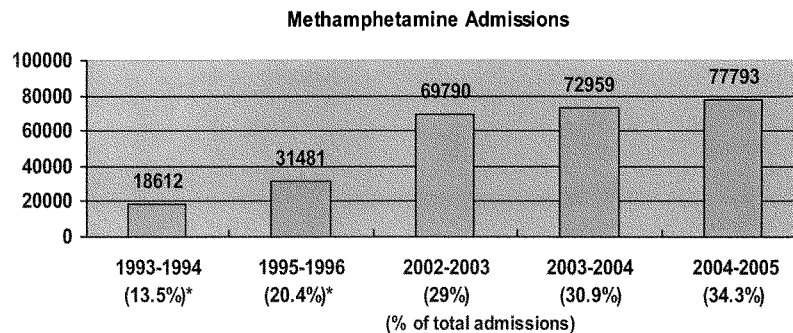 Methamphetamine Admissions
100000
80000
60000
40000
20000
0
18612
31481
69790
72959
77793
1993-1994 1995-1996 2002-2003 2003-2004 2004-2005
(13.5%)* (20.4%)* (29%) (30.9%) (34.3%)
(% of total admissions)